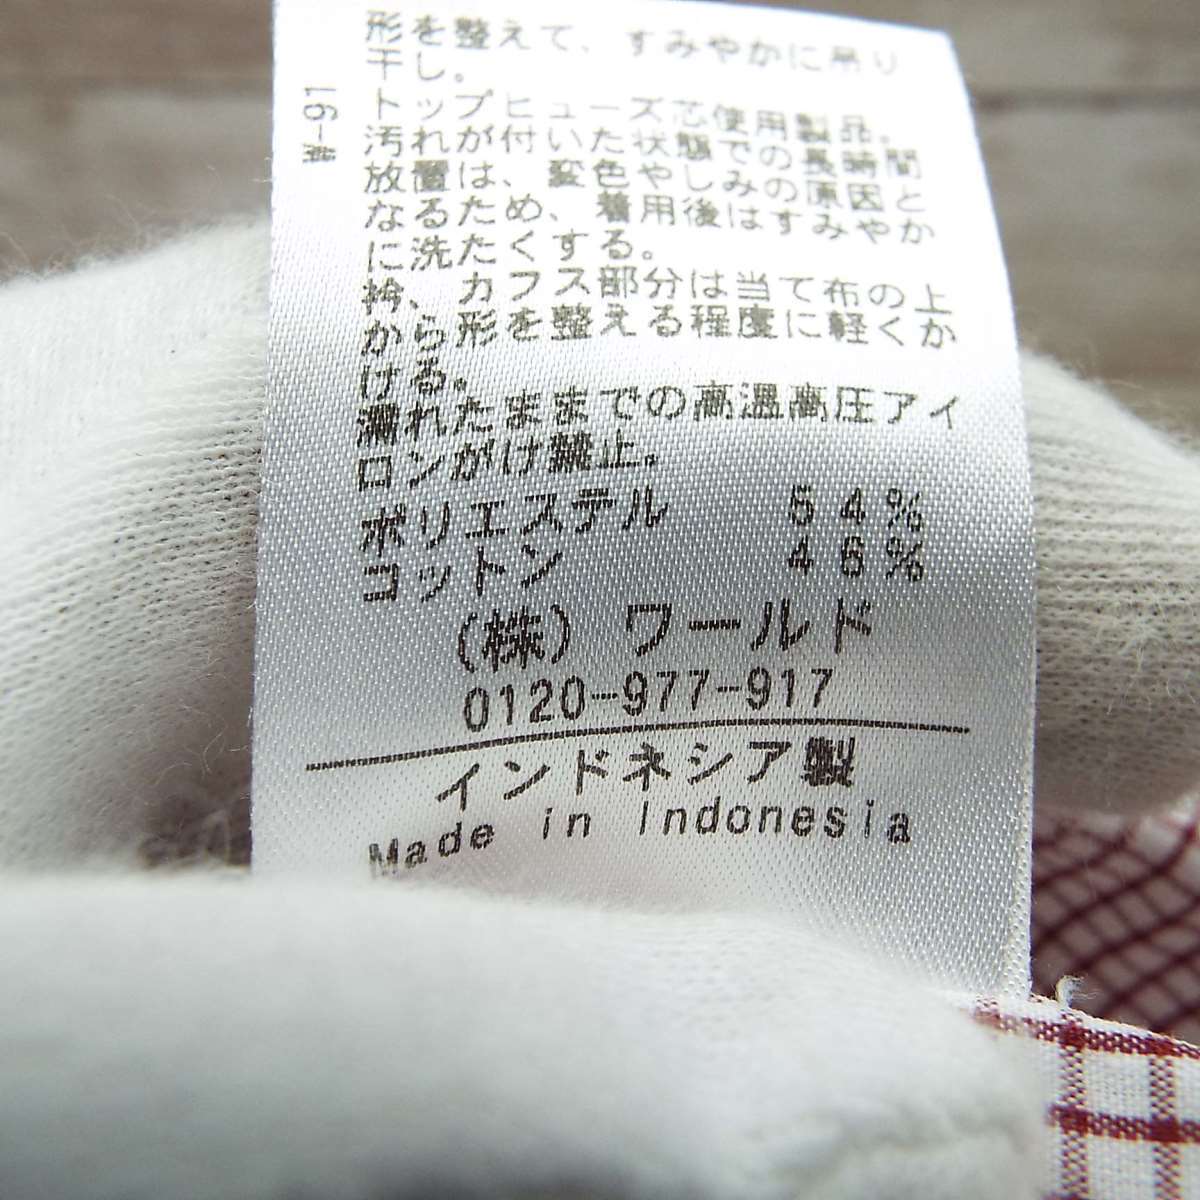 形を整えて、すみやかに吊り
干し。
トップヒューズ芯使用製品。
汚れが付いた状態での長時間
放置は、変色やしみの原因と
なるため、着用後はすみやか
に洗たくする。
衿、カフス部分は当て布の上
から形を整える程度に軽くか
ける。
濡れたままでの高温高圧アイ
ロンがけ禁止。
ポリエステル 54%
コットン 46%
(株) ワールド
0120-977-917
インドネシア製
Made in Indonesia